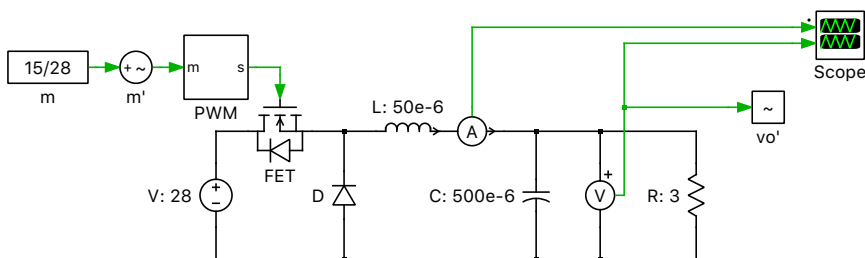 15/28
m
+ ~
m'
m
s
PWM
FET
V: 28
+
−
D
L: 50e-6
A
C: 500e-6
+
V
R: 3
Scope
~
vo'